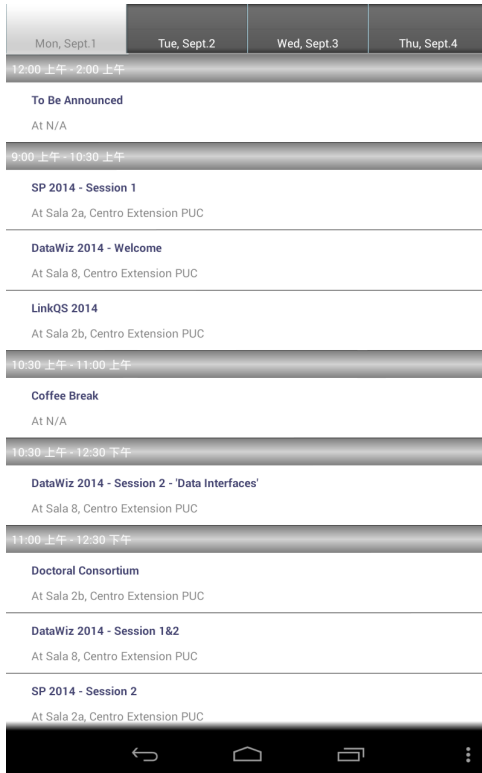 Mon, Sept.1 Tue, Sept.2 Wed, Sept.3 Thu, Sept.4
12:00 上午 - 2:00 上午
To Be Announced
At N/A
9:00 上午 - 10:30 上午
SP 2014 - Session 1
At Sala 2a, Centro Extension PUC
DataWiz 2014 - Welcome
At Sala 8, Centro Extension PUC
LinkQS 2014
At Sala 2b, Centro Extension PUC
10:30 上午 - 11:00 上午
Coffee Break
At N/A
10:30 上午 - 12:30 下午
DataWiz 2014 - Session 2 - 'Data Interfaces'
At Sala 8, Centro Extension PUC
11:00 上午 - 12:30 下午
Doctoral Consortium
At Sala 2b, Centro Extension PUC
DataWiz 2014 - Session 1&2
At Sala 8, Centro Extension PUC
SP 2014 - Session 2
At Sala 2a, Centro Extension PUC